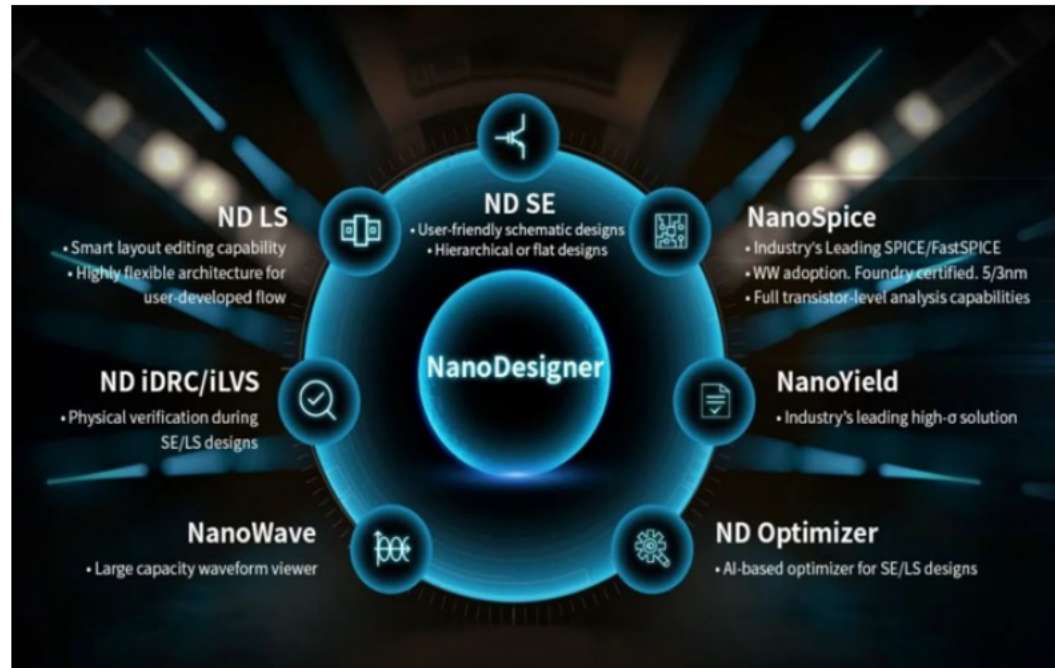 ND SE
• User-friendly schematic designs
• Hierarchical or flat designs
ND LS
• Smart layout editing capability
• Highly flexible architecture for
user-developed flow
NanoSpice
• Industry's Leading SPICE/FastSPICE
• WW adoption. Foundry certified. 5/3nm
• Full transistor-level analysis capabilities
NanoDesigner
ND iDRC/iLVS
• Physical verification during
SE/LS designs
NanoYield
• Industry's leading high-σ solution
NanoWave
• Large capacity waveform viewer
ND Optimizer
• AI-based optimizer for SE/LS designs